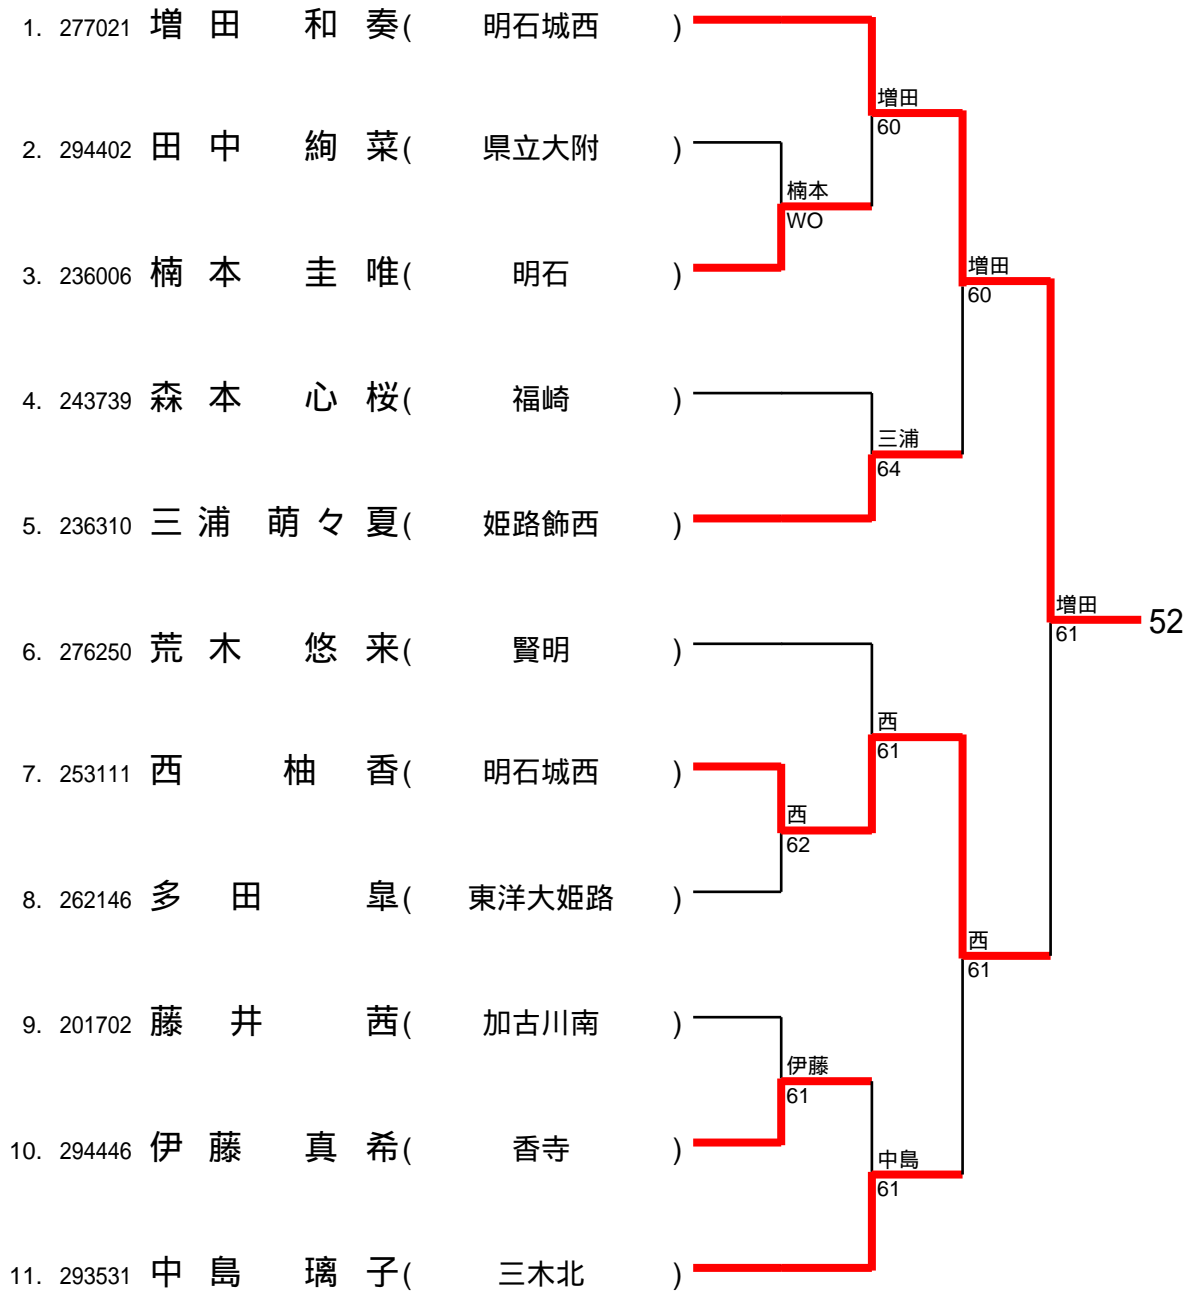 1. 277021 増田 和奏( 明石城西 )
増田
60
2. 294402 田中 絢菜( 県立大附 )
楠本
WO
3. 236006 楠本 圭唯( 明石 )
増田
60
4. 243739 森本 心桜( 福崎 )
三浦
64
5. 236310 三浦 萌々夏( 姫路飾西 )
増田
61 52
6. 276250 荒木 悠来( 賢明 )
西
61
7. 253111 西 柚香( 明石城西 )
西
62
8. 262146 多田 皐( 東洋大姫路 )
西
61
9. 201702 藤井 茜( 加古川南 )
伊藤
61
10. 294446 伊藤 真希( 香寺 )
中島
61
11. 293531 中島 璃子( 三木北 )